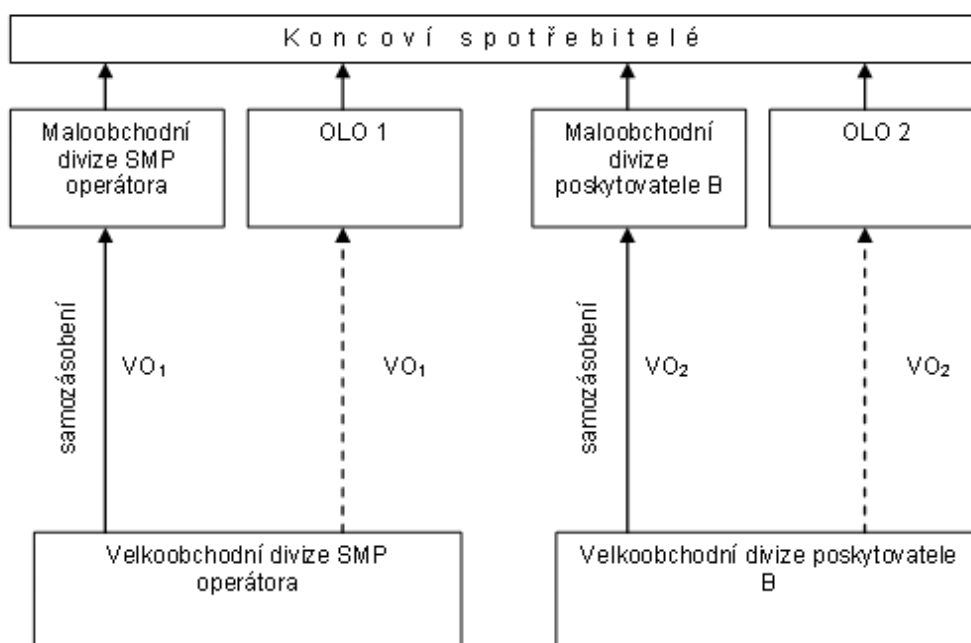 Koncoví spotřebitelé
Maloobchodní
divize SMP
operátora
OLO 1
Maloobchodní
divize
poskytovatele B
OLO 2
samozásobení
VO₁
VO₁
samozásobení
VO₂
VO₂
Velkoobchodní divize SMP
operátora
Velkoobchodní divize poskytovatele
B